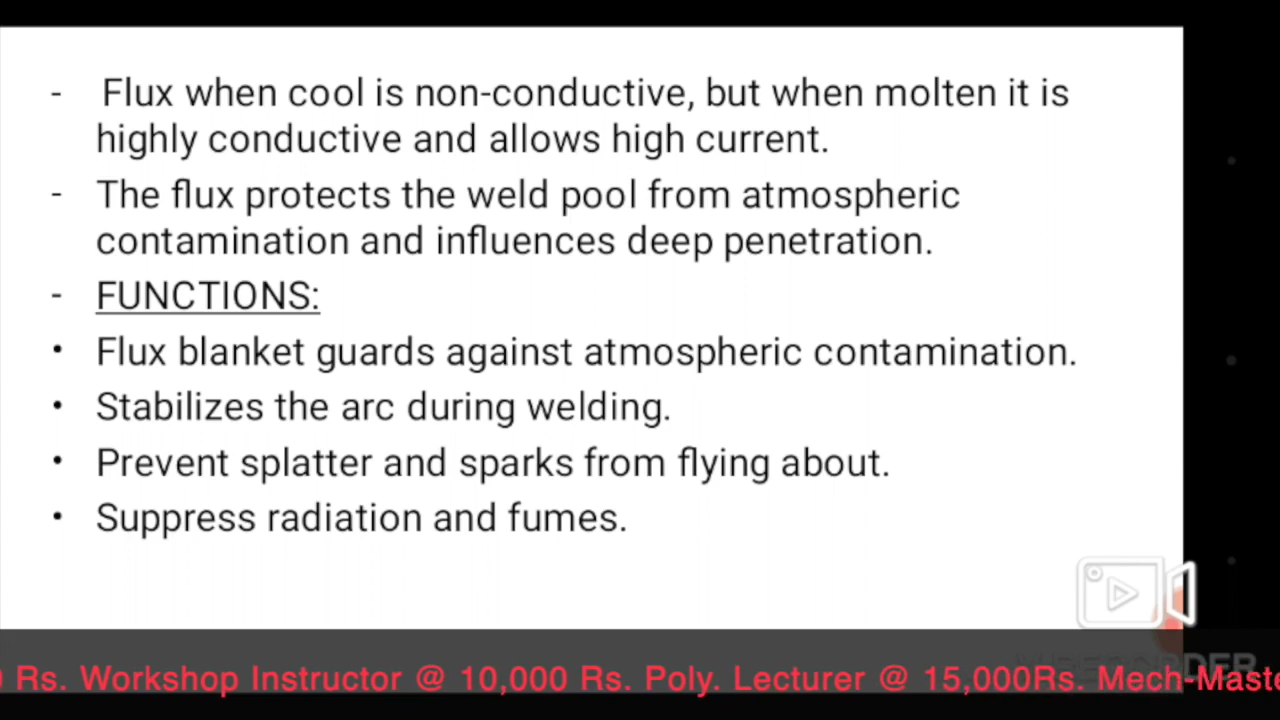 - Flux when cool is non-conductive, but when molten it is
highly conductive and allows high current.
- The flux protects the weld pool from atmospheric
contamination and influences deep penetration.
- FUNCTIONS:
• Flux blanket guards against atmospheric contamination.
• Stabilizes the arc during welding.
• Prevent splatter and sparks from flying about.
• Suppress radiation and fumes.
Rs. Workshop Instructor @ 10,000 Rs. Poly. Lecturer @ 15,000Rs. Mech-Maste